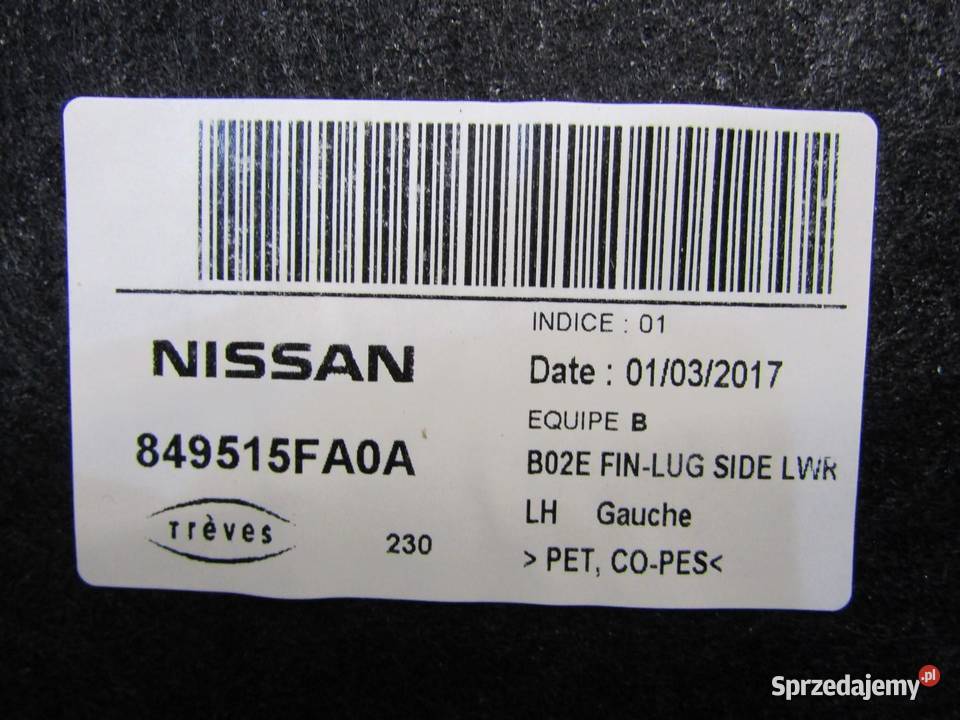 INDICE : 01
NISSAN
Date : 01/03/2017
EQUIPE B
849515FA0A
B02E FIN-LUG SIDE LWR
LH Gauche
Trèves
230
> PET, CO-PES<
Sprzedajemy.pl